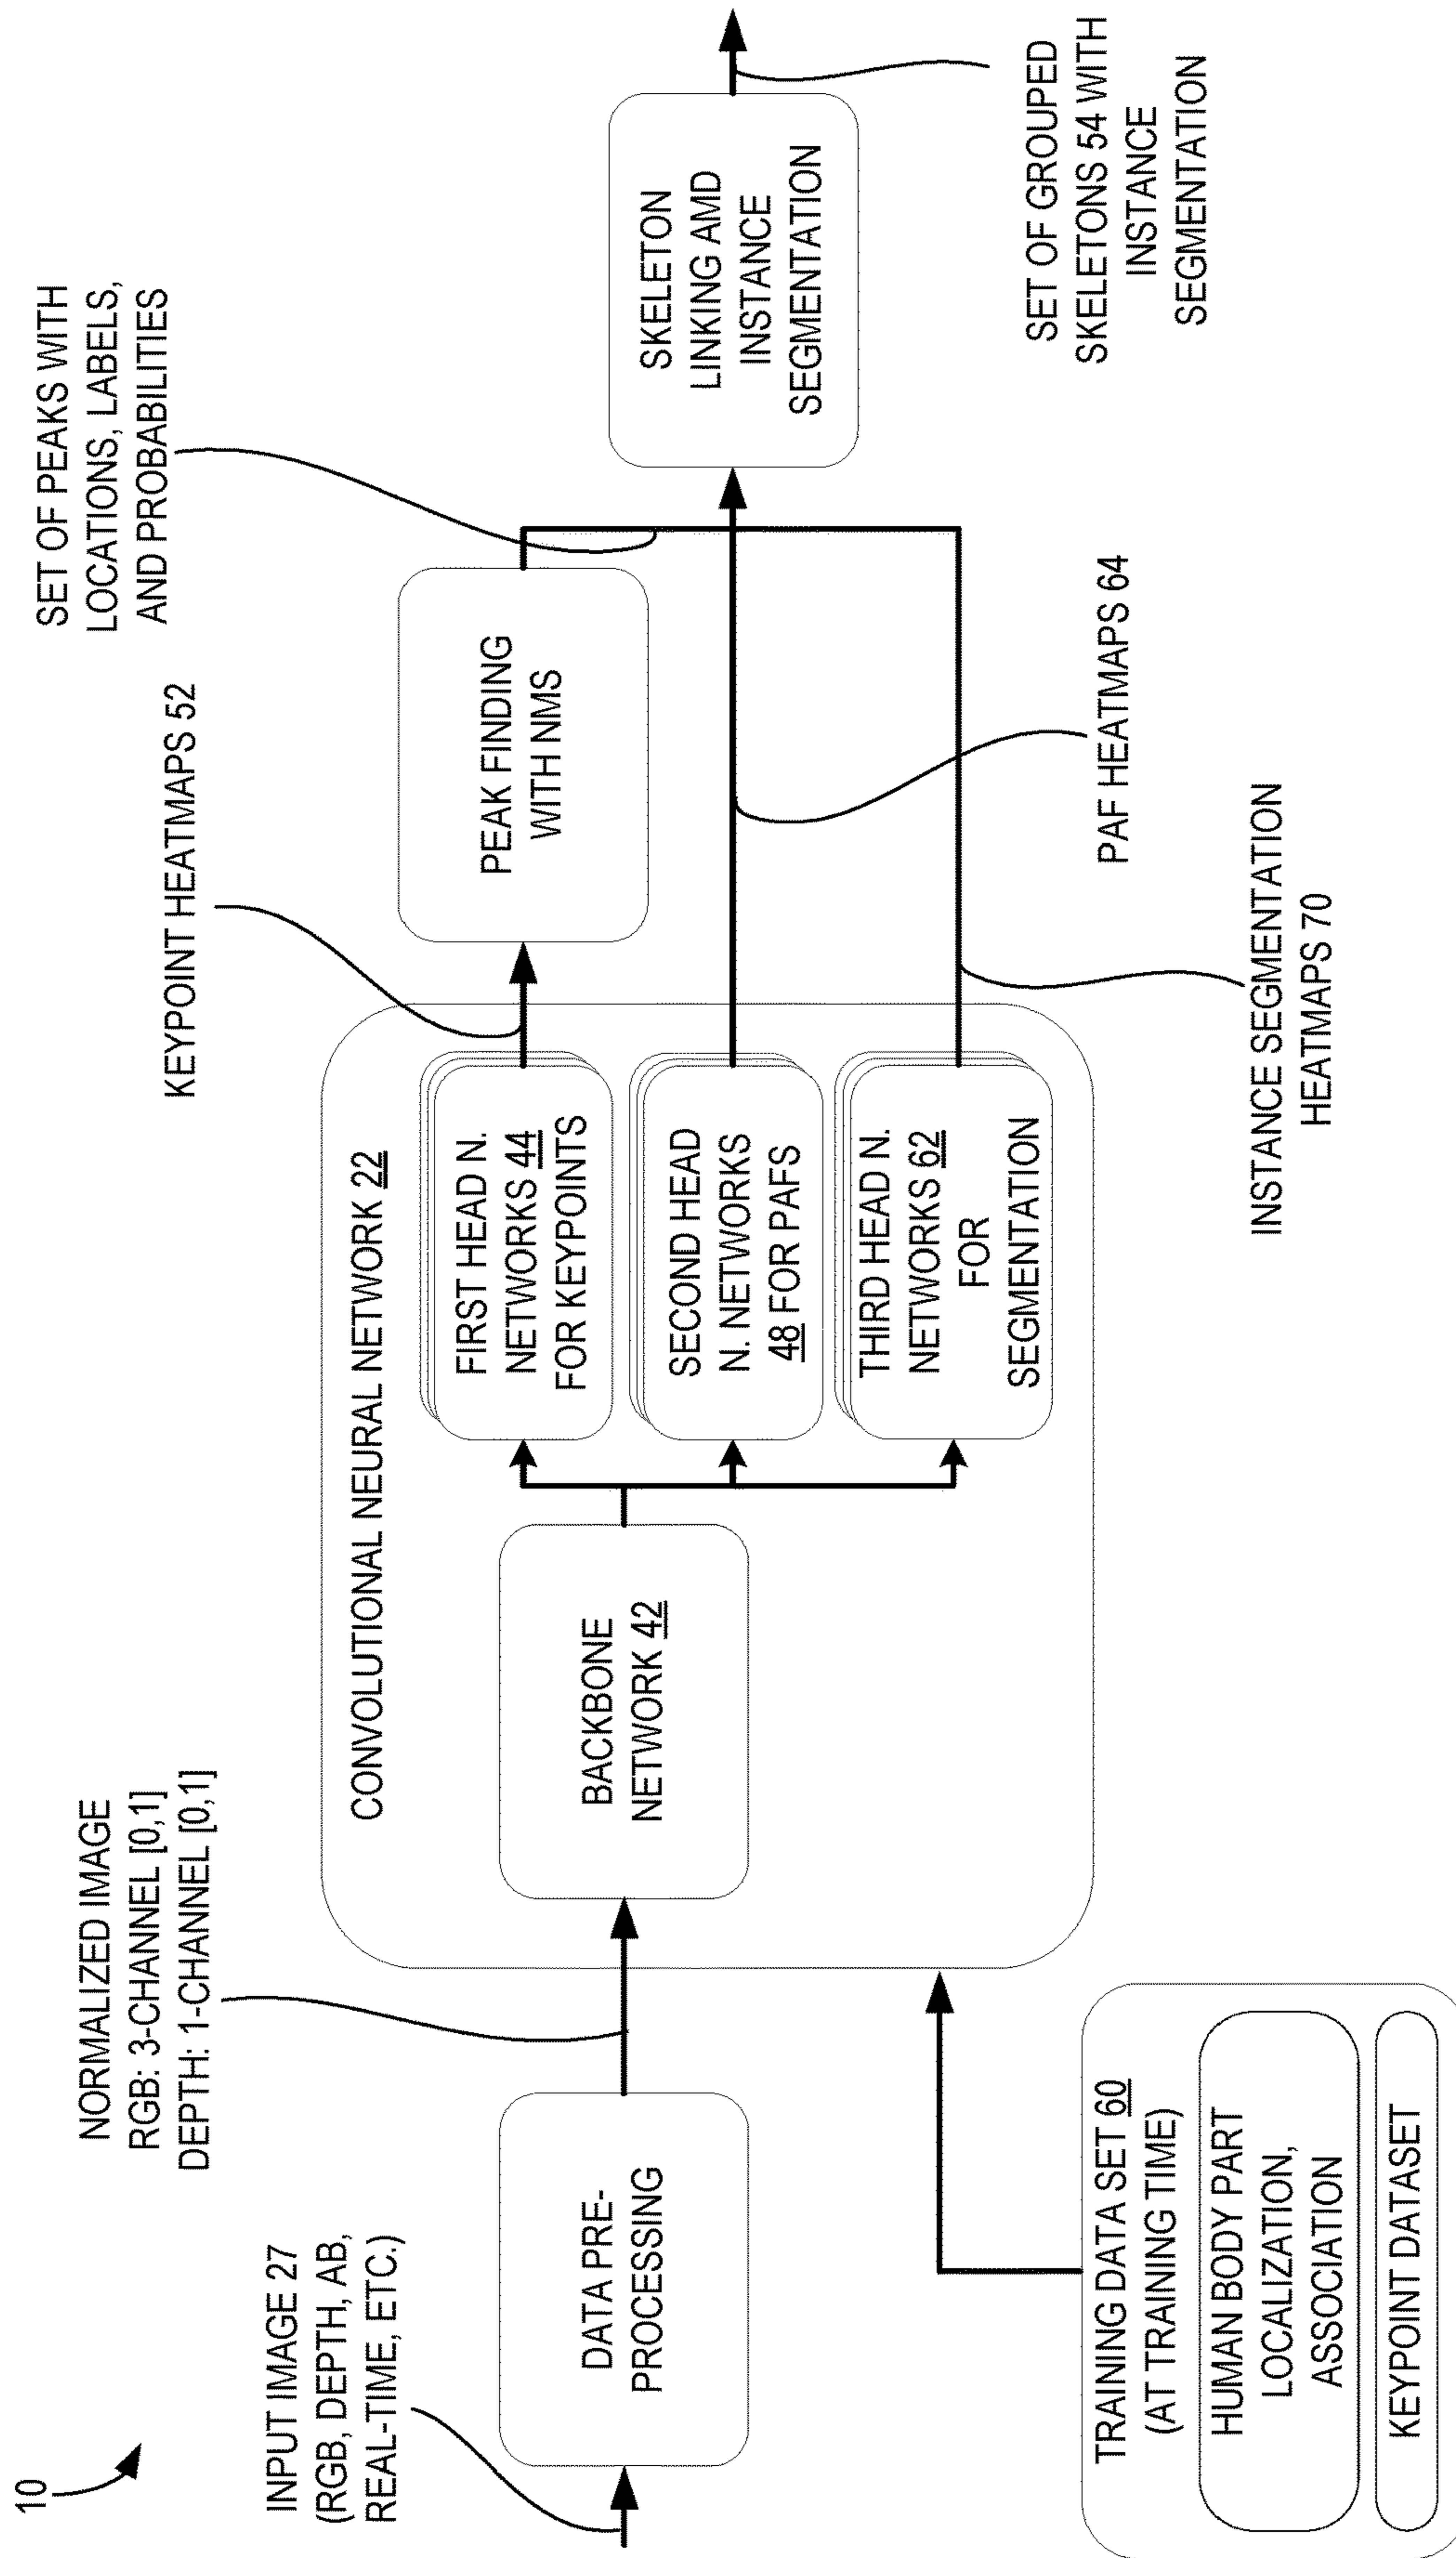 10
INPUT IMAGE 27
(RGB, DEPTH, AB,
REAL-TIME, ETC.)
DATA PRE-
PROCESSING
NORMALIZED IMAGE
RGB: 3-CHANNEL [0,1]
DEPTH: 1-CHANNEL [0,1]
TRAINING DATA SET 60
(AT TRAINING TIME)
HUMAN BODY PART
LOCALIZATION,
ASSOCIATION
KEYPOINT DATASET
CONVOLUTIONAL NEURAL NETWORK 22
BACKBONE
NETWORK 42
FIRST HEAD N.
NETWORKS 44
FOR KEYPOINTS
SECOND HEAD
N. NETWORKS
48 FOR PAFS
THIRD HEAD N.
NETWORKS 62
FOR
SEGMENTATION
KEYPOINT HEATMAPS 52
PEAK FINDING
WITH NMS
SET OF PEAKS WITH
LOCATIONS, LABELS,
AND PROBABILITIES
PAF HEATMAPS 64
INSTANCE SEGMENTATION
HEATMAPS 70
SKELETON
LINKING AMD
INSTANCE
SEGMENTATION
SET OF GROUPED
SKELETONS 54 WITH
INSTANCE
SEGMENTATION